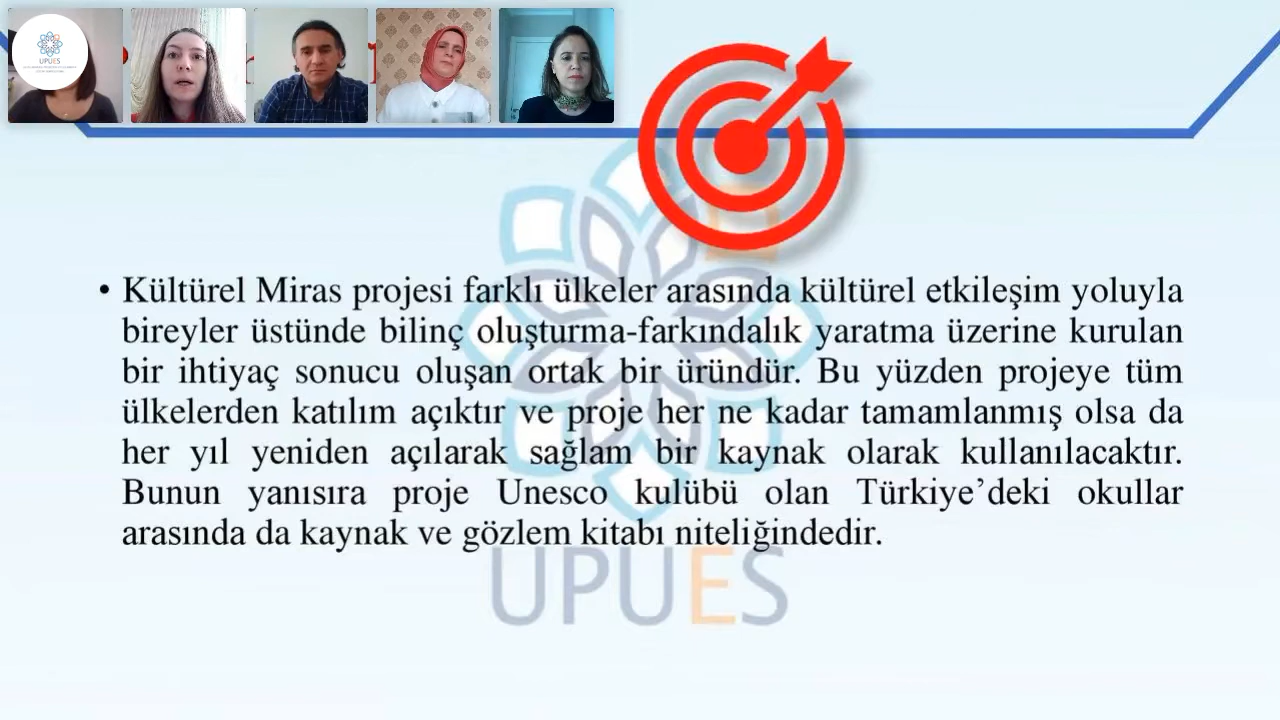 UPUES
• Kültürel Miras projesi farklı ülkeler arasında kültürel etkileşim yoluyla
bireyler üstünde bilinç oluşturma-farkındalık yaratma üzerine kurulan
bir ihtiyaç sonucu oluşan ortak bir üründür. Bu yüzden projeye tüm
ülkelerden katılım açıktır ve proje her ne kadar tamamlanmış olsa da
her yıl yeniden açılarak sağlam bir kaynak olarak kullanılacaktır.
Bunun yanısıra proje Unesco kulübü olan Türkiye’deki okullar
arasında da kaynak ve gözlem kitabı niteliğindedir.
UPUES